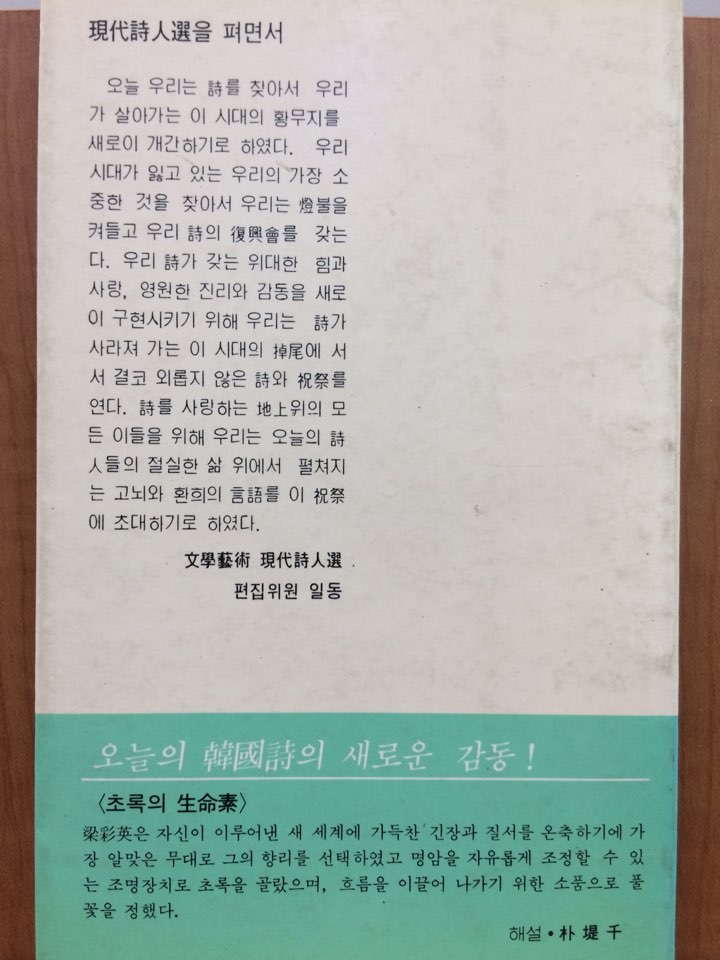 現代詩人選을 펴면서
오늘 우리는 詩를 찾아서 우리
가 살아가는 이 시대의 황무지를
새로이 개간하기로 하였다. 우리
시대가 잃고 있는 우리의 가장 소
중한 것을 찾아서 우리는 燈불을
켜들고 우리 詩의 復興會를 갖는
다. 우리 詩가 갖는 위대한 힘과
사랑, 영원한 진리와 감동을 새로
이 구현시키기 위해 우리는 詩가
사라져 가는 이 시대의 掉尾에 서
서 결코 외롭지 않은 詩와 祝祭를
연다. 詩를 사랑하는 地上위의 모
든 이들을 위해 우리는 오늘의 詩
人들의 절실한 삶 위에서 펼쳐지
는 고뇌와 환희의 言語를 이 祝祭
에 초대하기로 하였다.
文學藝術 現代詩人選
편집위원 일동
오늘의 韓國詩의 새로운 감동!
〈초록의 生命素〉
梁彩英은 자신이 이루어낸 새 세계에 가득찬 긴장과 질서를 온축하기에 가
장 알맞은 무대로 그의 향리를 선택하였고 명암을 자유롭게 조정할 수 있
는 조명장치로 초록을 골랐으며, 흐름을 이끌어 나가기 위한 소품으로 풀
꽃을 정했다.
해설 • 朴堤千